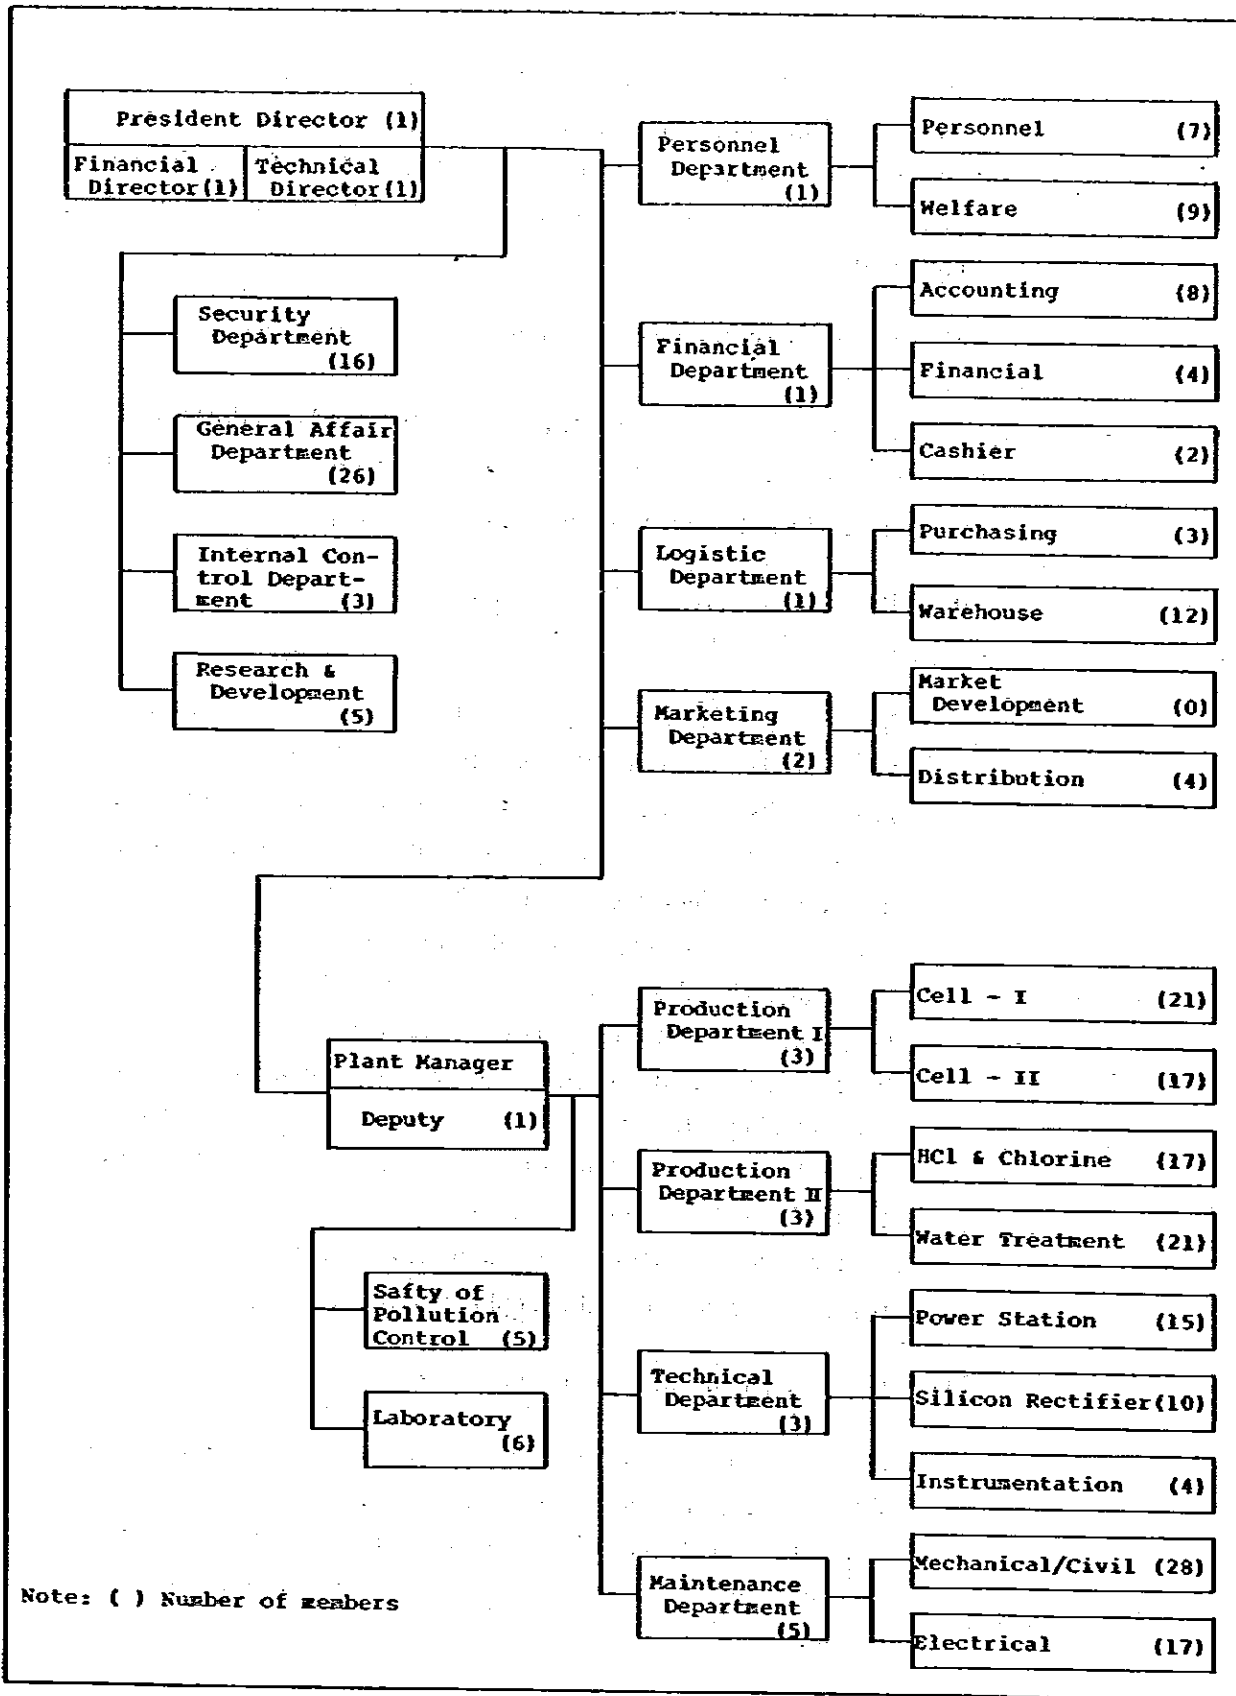 President Director (1)
Financial
Director(1)
Technical
Director(1)
Security
Department
(16)
General Affair
Department
(26)
Internal Con-
trol Depart-
ment (3)
Research &
Development
(5)
Personnel
Department
(1)
Personnel (7)
Welfare (9)
Financial
Department
(1)
Accounting (8)
Financial (4)
Cashier (2)
Logistic
Department
(1)
Purchasing (3)
Warehouse (12)
Marketing
Department
(2)
Market
Development (0)
Distribution (4)
Plant Manager
Deputy (1)
Safty of
Pollution
Control (5)
Laboratory
(6)
Production
Department I
(3)
Cell - I (21)
Cell - II (17)
Production
Department II
(3)
HCl & Chlorine (17)
Water Treatment (21)
Technical
Department
(3)
Power Station (15)
Silicon Rectifier(10)
Instrumentation (4)
Maintenance
Department
(5)
Mechanical/Civil (28)
Electrical (17)
Note: ( ) Number of members